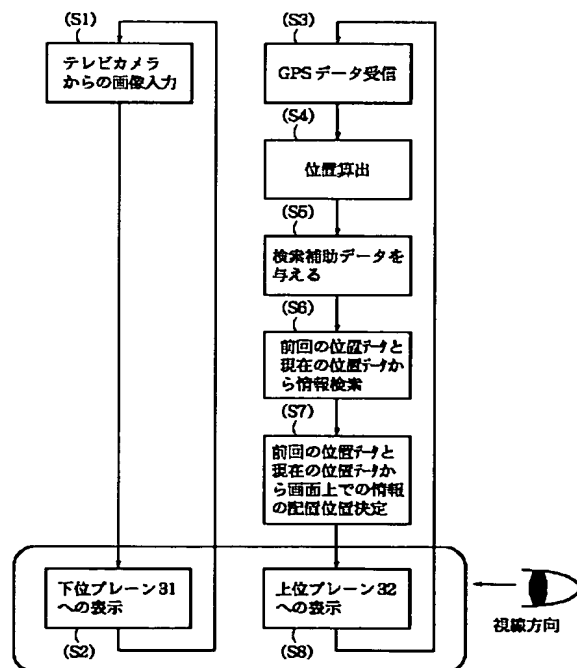 (S1)
テレビカメラ
からの画像入力
(S3)
GPSデータ受信
(S4)
位置算出
(S5)
検索補助データを
与える
(S6)
前回の位置データと
現在の位置データか
ら情報検索
(S7)
前回の位置データと
現在の位置データか
ら画面上での情報
の配置位置決定
下位プレーン31
への表示
(S2)
上位プレーン32
への表示
(S8)
視線方向